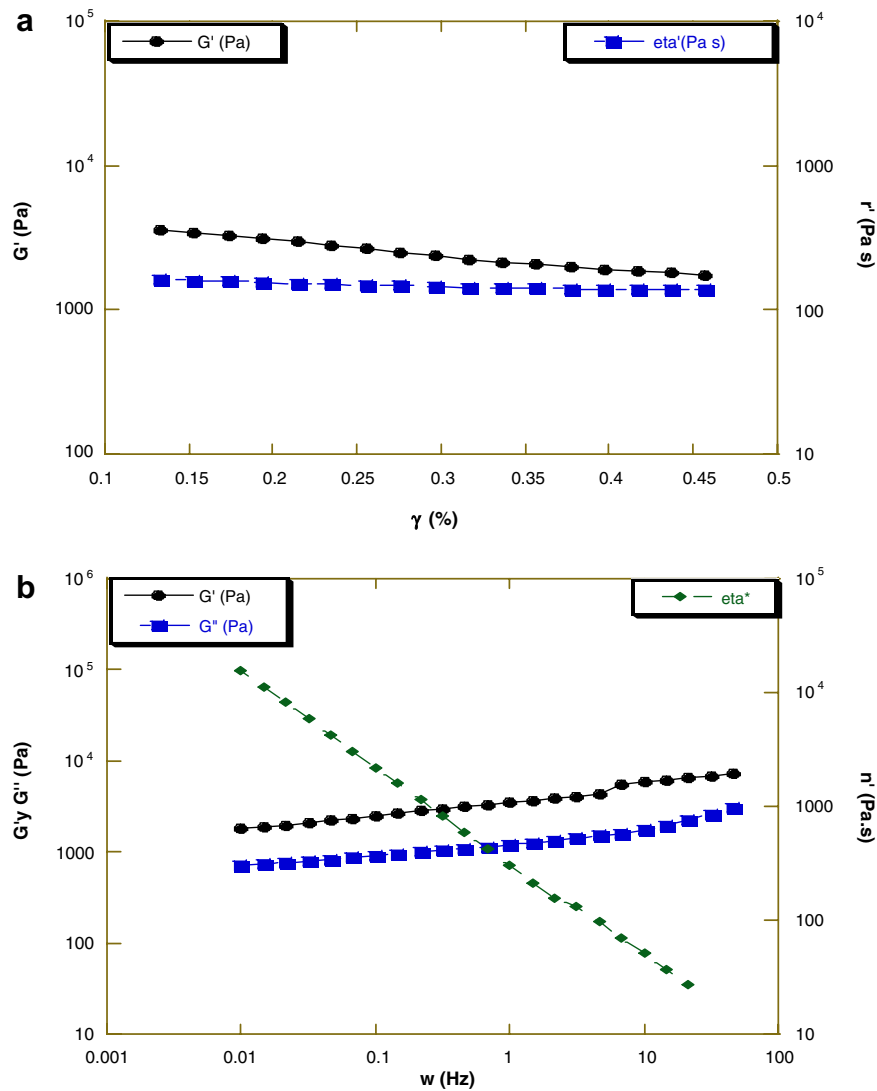 a
G' (Pa)
eta'(Pa s)
10^5
10^4
1000
100
G' (Pa)
10^4
1000
100
10
r' (Pa s)
0.1 0.15 0.2 0.25 0.3 0.35 0.4 0.45 0.5
γ (%)
b
G' (Pa)
G" (Pa)
eta*
10^6
10^5
10^4
1000
100
10
G'y G'' (Pa)
10^5
10^4
1000
100
10
n' (Pa.s)
0.001 0.01 0.1 1 10 100
w (Hz)